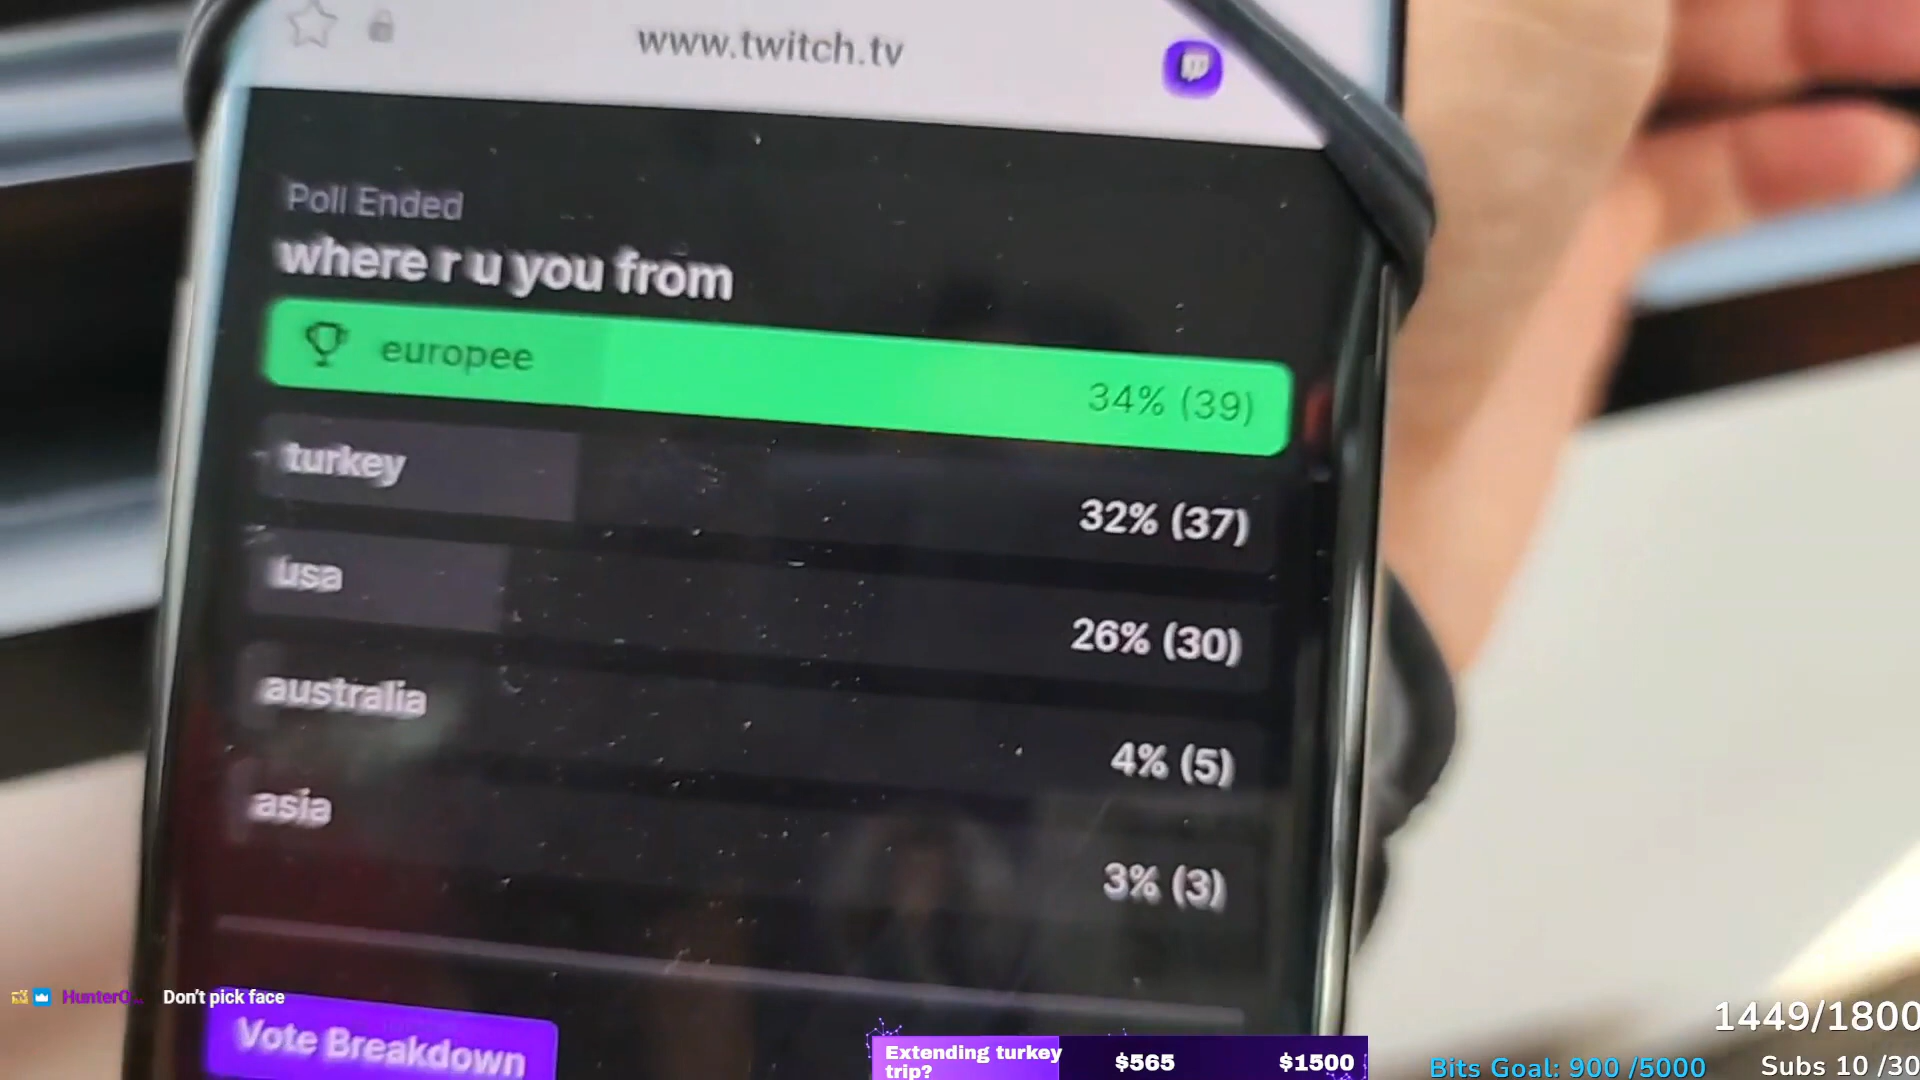 www.twitch.tv
Poll Ended
where r u you from
europee 34% (39)
turkey 32% (37)
usa 26% (30)
australia 4% (5)
asia 3% (3)
Vote Breakdown
HunterO... Don't pick face
Extending turkey trip? $565 $1500
1449/1800
Bits Goal: 900 /5000 Subs 10 /30